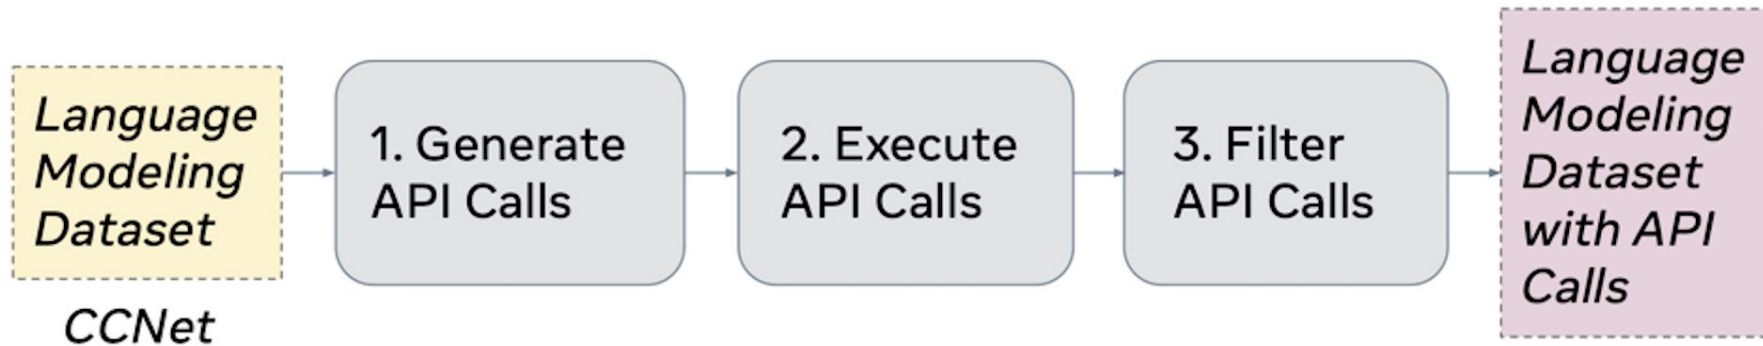 Language
Modeling
Dataset
CCNet
1. Generate
API Calls
2. Execute
API Calls
3. Filter
API Calls
Language
Modeling
Dataset
with API
Calls